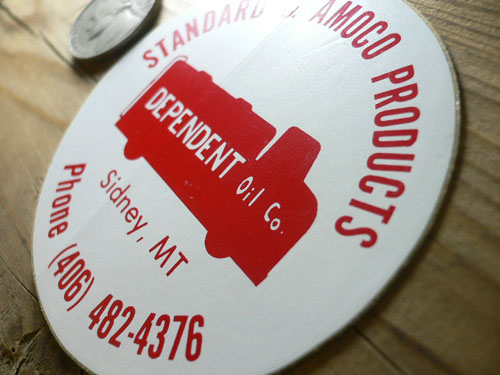 STANDARD & AMOCO PRODUCTS
DEPENDENT Oil Co.
Sidney, MT
Phone (406) 482-4376